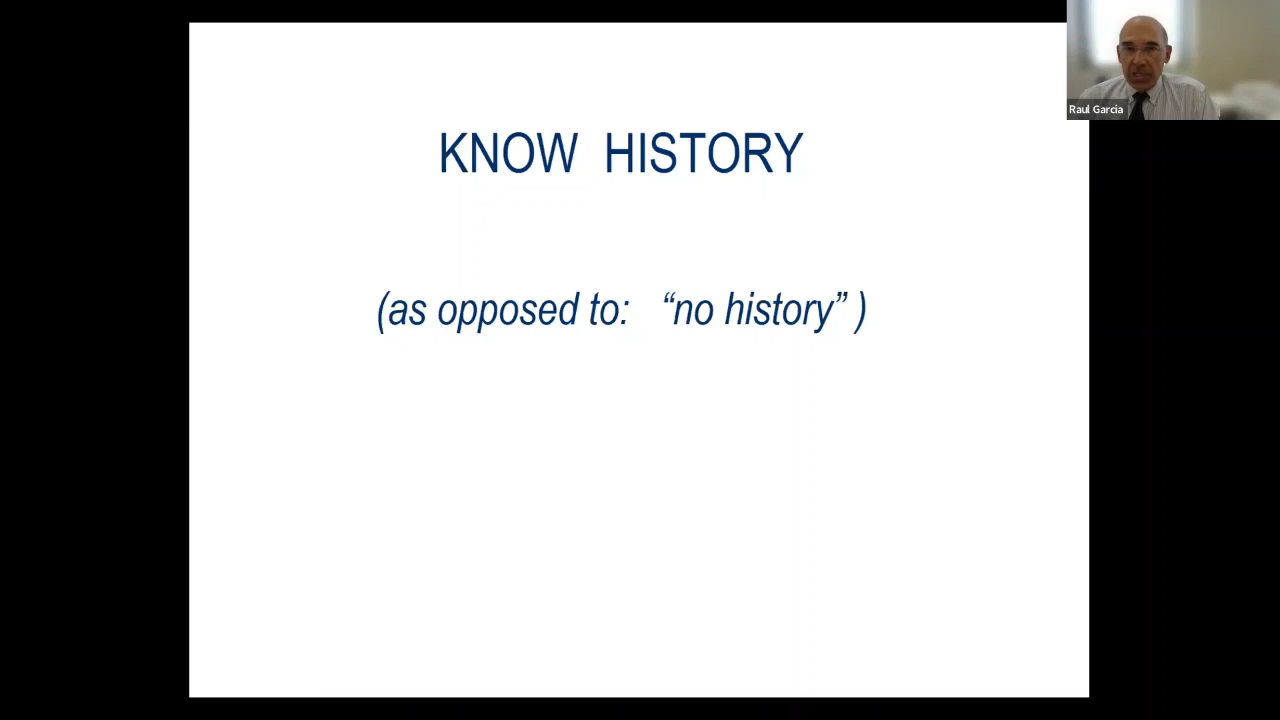 KNOW HISTORY
(as opposed to: “no history” )
Raul Garcia